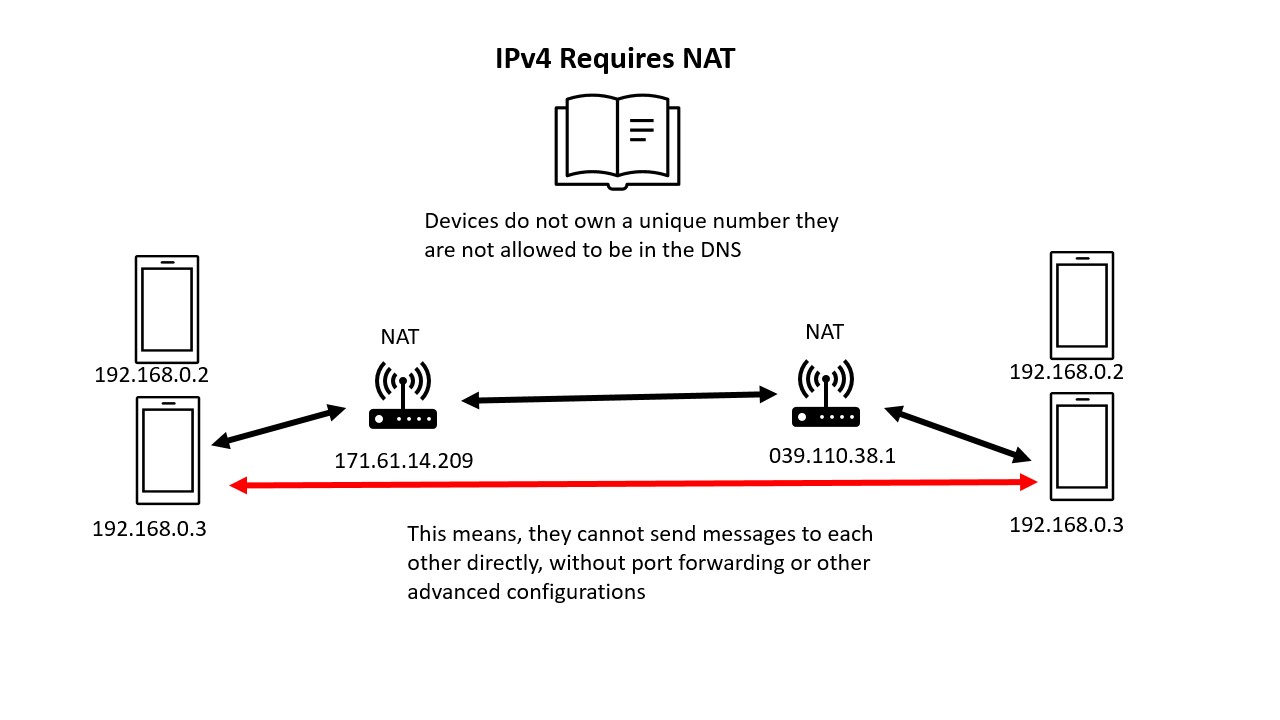 IPv4 Requires NAT
Devices do not own a unique number they
are not allowed to be in the DNS
NAT
NAT
192.168.0.2
192.168.0.2
171.61.14.209
039.110.38.1
192.168.0.3
192.168.0.3
This means, they cannot send messages to each
other directly, without port forwarding or other
advanced configurations